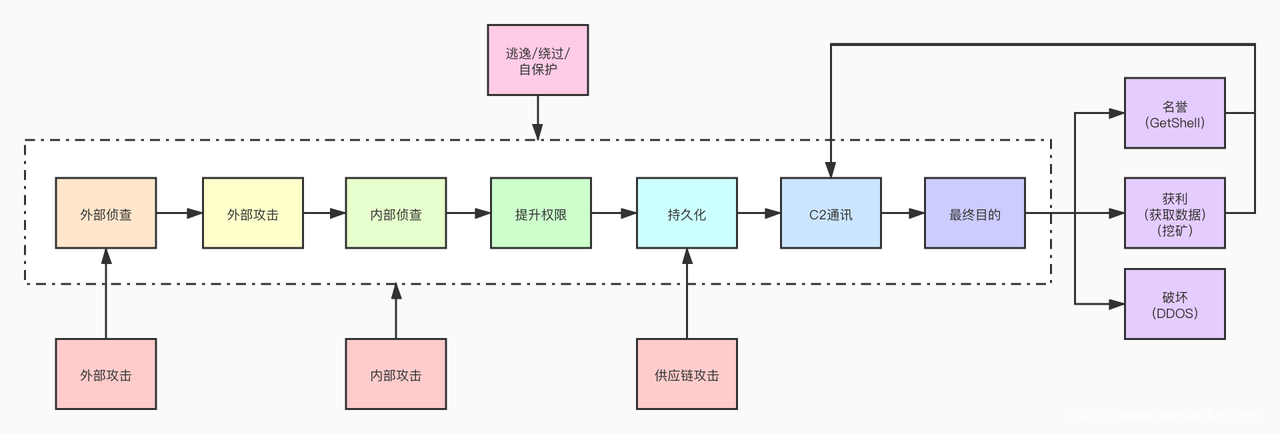 逃逸/绕过/
自保护
名誉
（GetShell）
外部侦查
外部攻击
内部侦查
提升权限
持久化
C2通讯
最终目的
获利
（获取数据）
（挖矿）
破坏
（DDOS）
外部攻击
内部攻击
供应链攻击